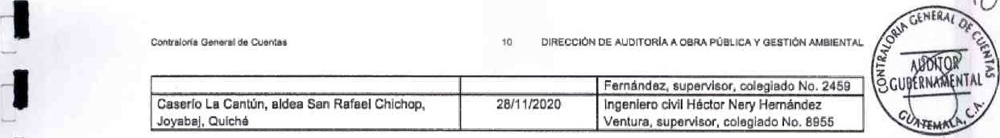 Contraloría General de Cuentas 10 DIRECCIÓN DE AUDITORÍA A OBRA PÚBLICA Y GESTIÓN AMBIENTAL
CONTRALORIA GENERAL DE CUENTAS
AUDITOR
GUBERNAMENTAL
GUATEMALA, C.A.
Fernández, supervisor, colegiado No. 2459
Caserío La Cantún, aldea San Rafael Chichop, 28/11/2020 Ingeniero civil Héctor Nery Hernández
Joyabaj, Quiché Ventura, supervisor, colegiado No. 8955